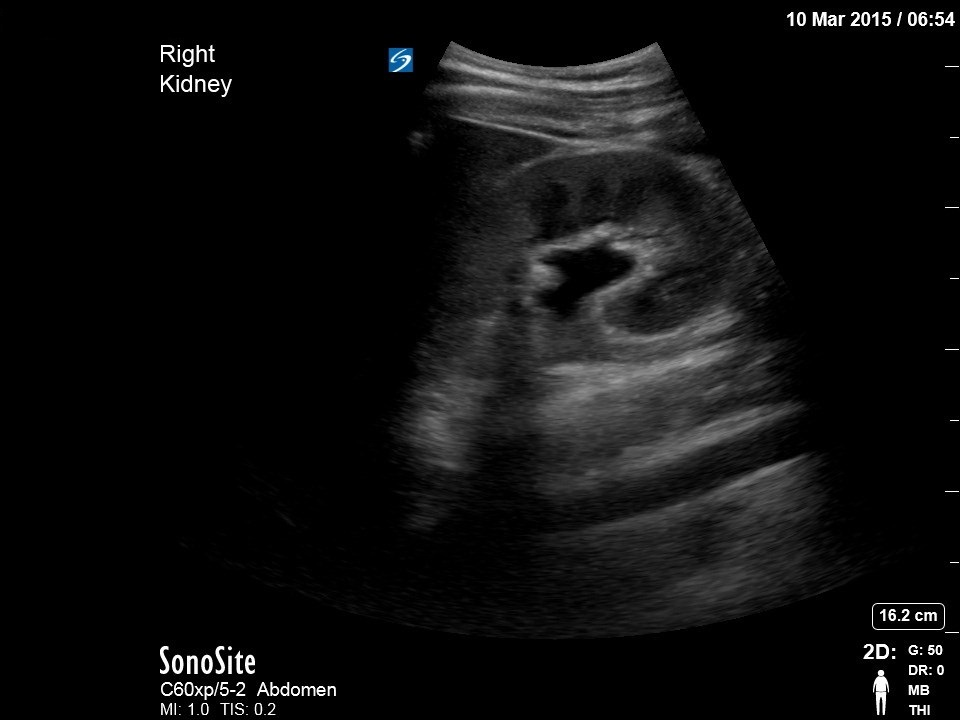 10 Mar 2015 / 06:54
Right
Kidney
16.2 cm
2D:
G: 50
DR: 0
MB
THI
SonoSite
C60xp/5-2 Abdomen
MI: 1.0 TIS: 0.2